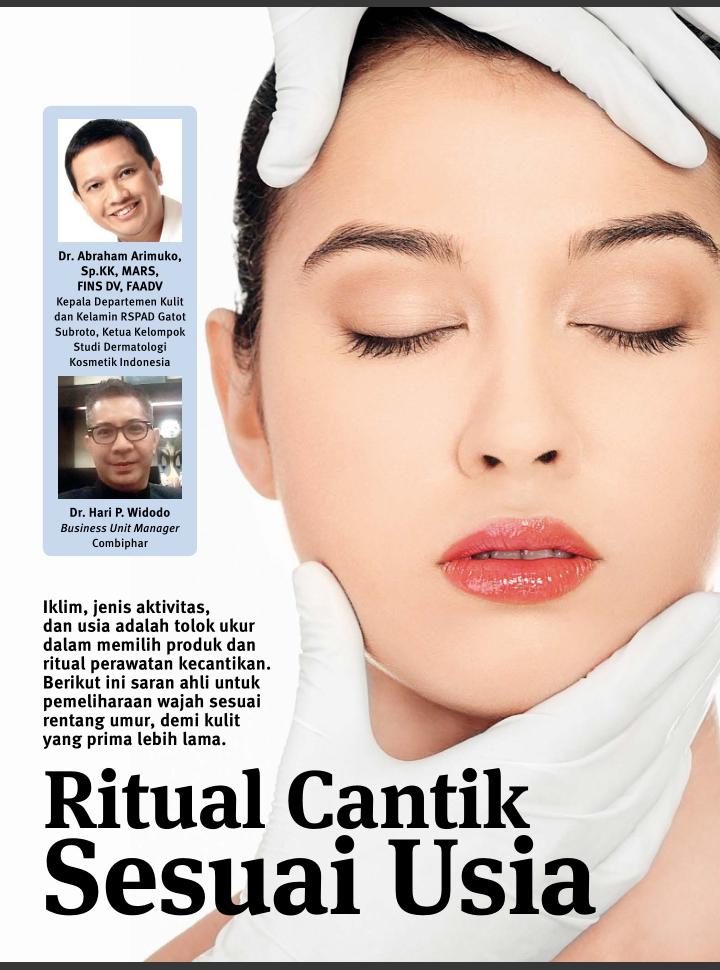 Dr. Abraham Arimuko,
Sp.KK, MARS,
FINS DV, FAADV
Kepala Departemen Kulit
dan Kelamin RSPAD Gatot
Subroto, Ketua Kelompok
Studi Dermatologi
Kosmetik Indonesia
Dr. Hari P. Widodo
Business Unit Manager
Combiphar
Iklim, jenis aktivitas,
dan usia adalah tolok ukur
dalam memilih produk dan
ritual perawatan kecantikan.
Berikut ini saran ahli untuk
pemeliharaan wajah sesuai
rentang umur, demi kulit
yang prima lebih lama.
Ritual Cantik
Sesuai Usia